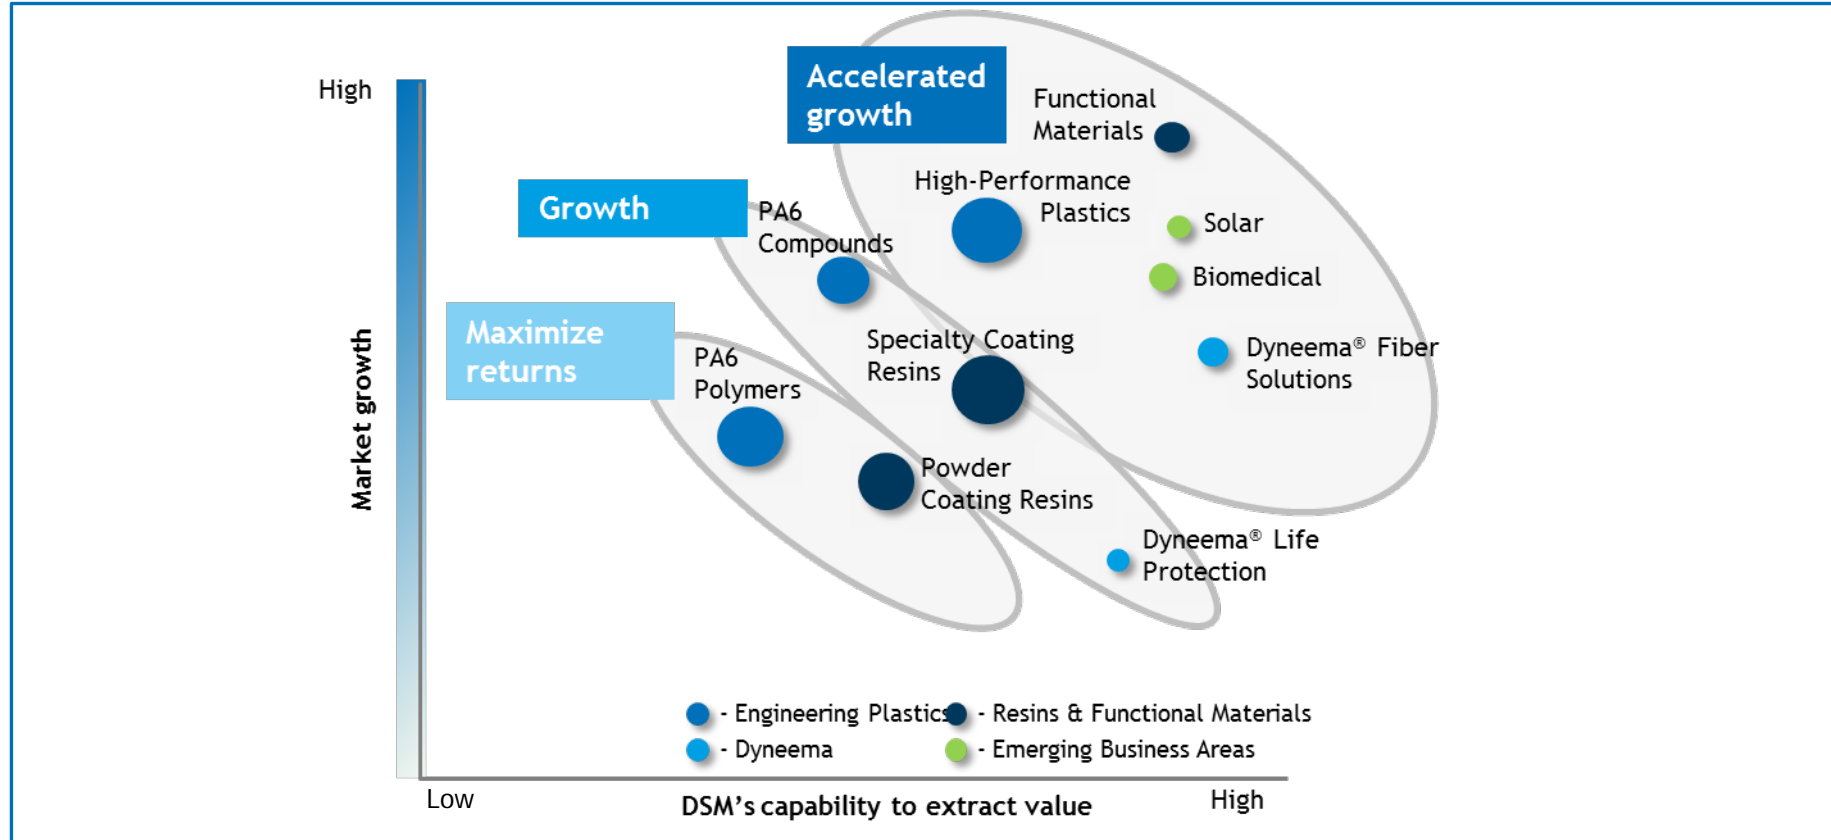 High
Accelerated
growth
Functional
Materials
High-Performance
Plastics
Growth
PA6
Compounds
Solar
Biomedical
Maximize
returns
PA6
Polymers
Specialty Coating
Resins
Dyneema® Fiber
Solutions
Market growth
Powder
Coating Resins
Dyneema® Life
Protection
- Engineering Plastics
- Resins & Functional Materials
- Dyneema
- Emerging Business Areas
Low
DSM's capability to extract value
High